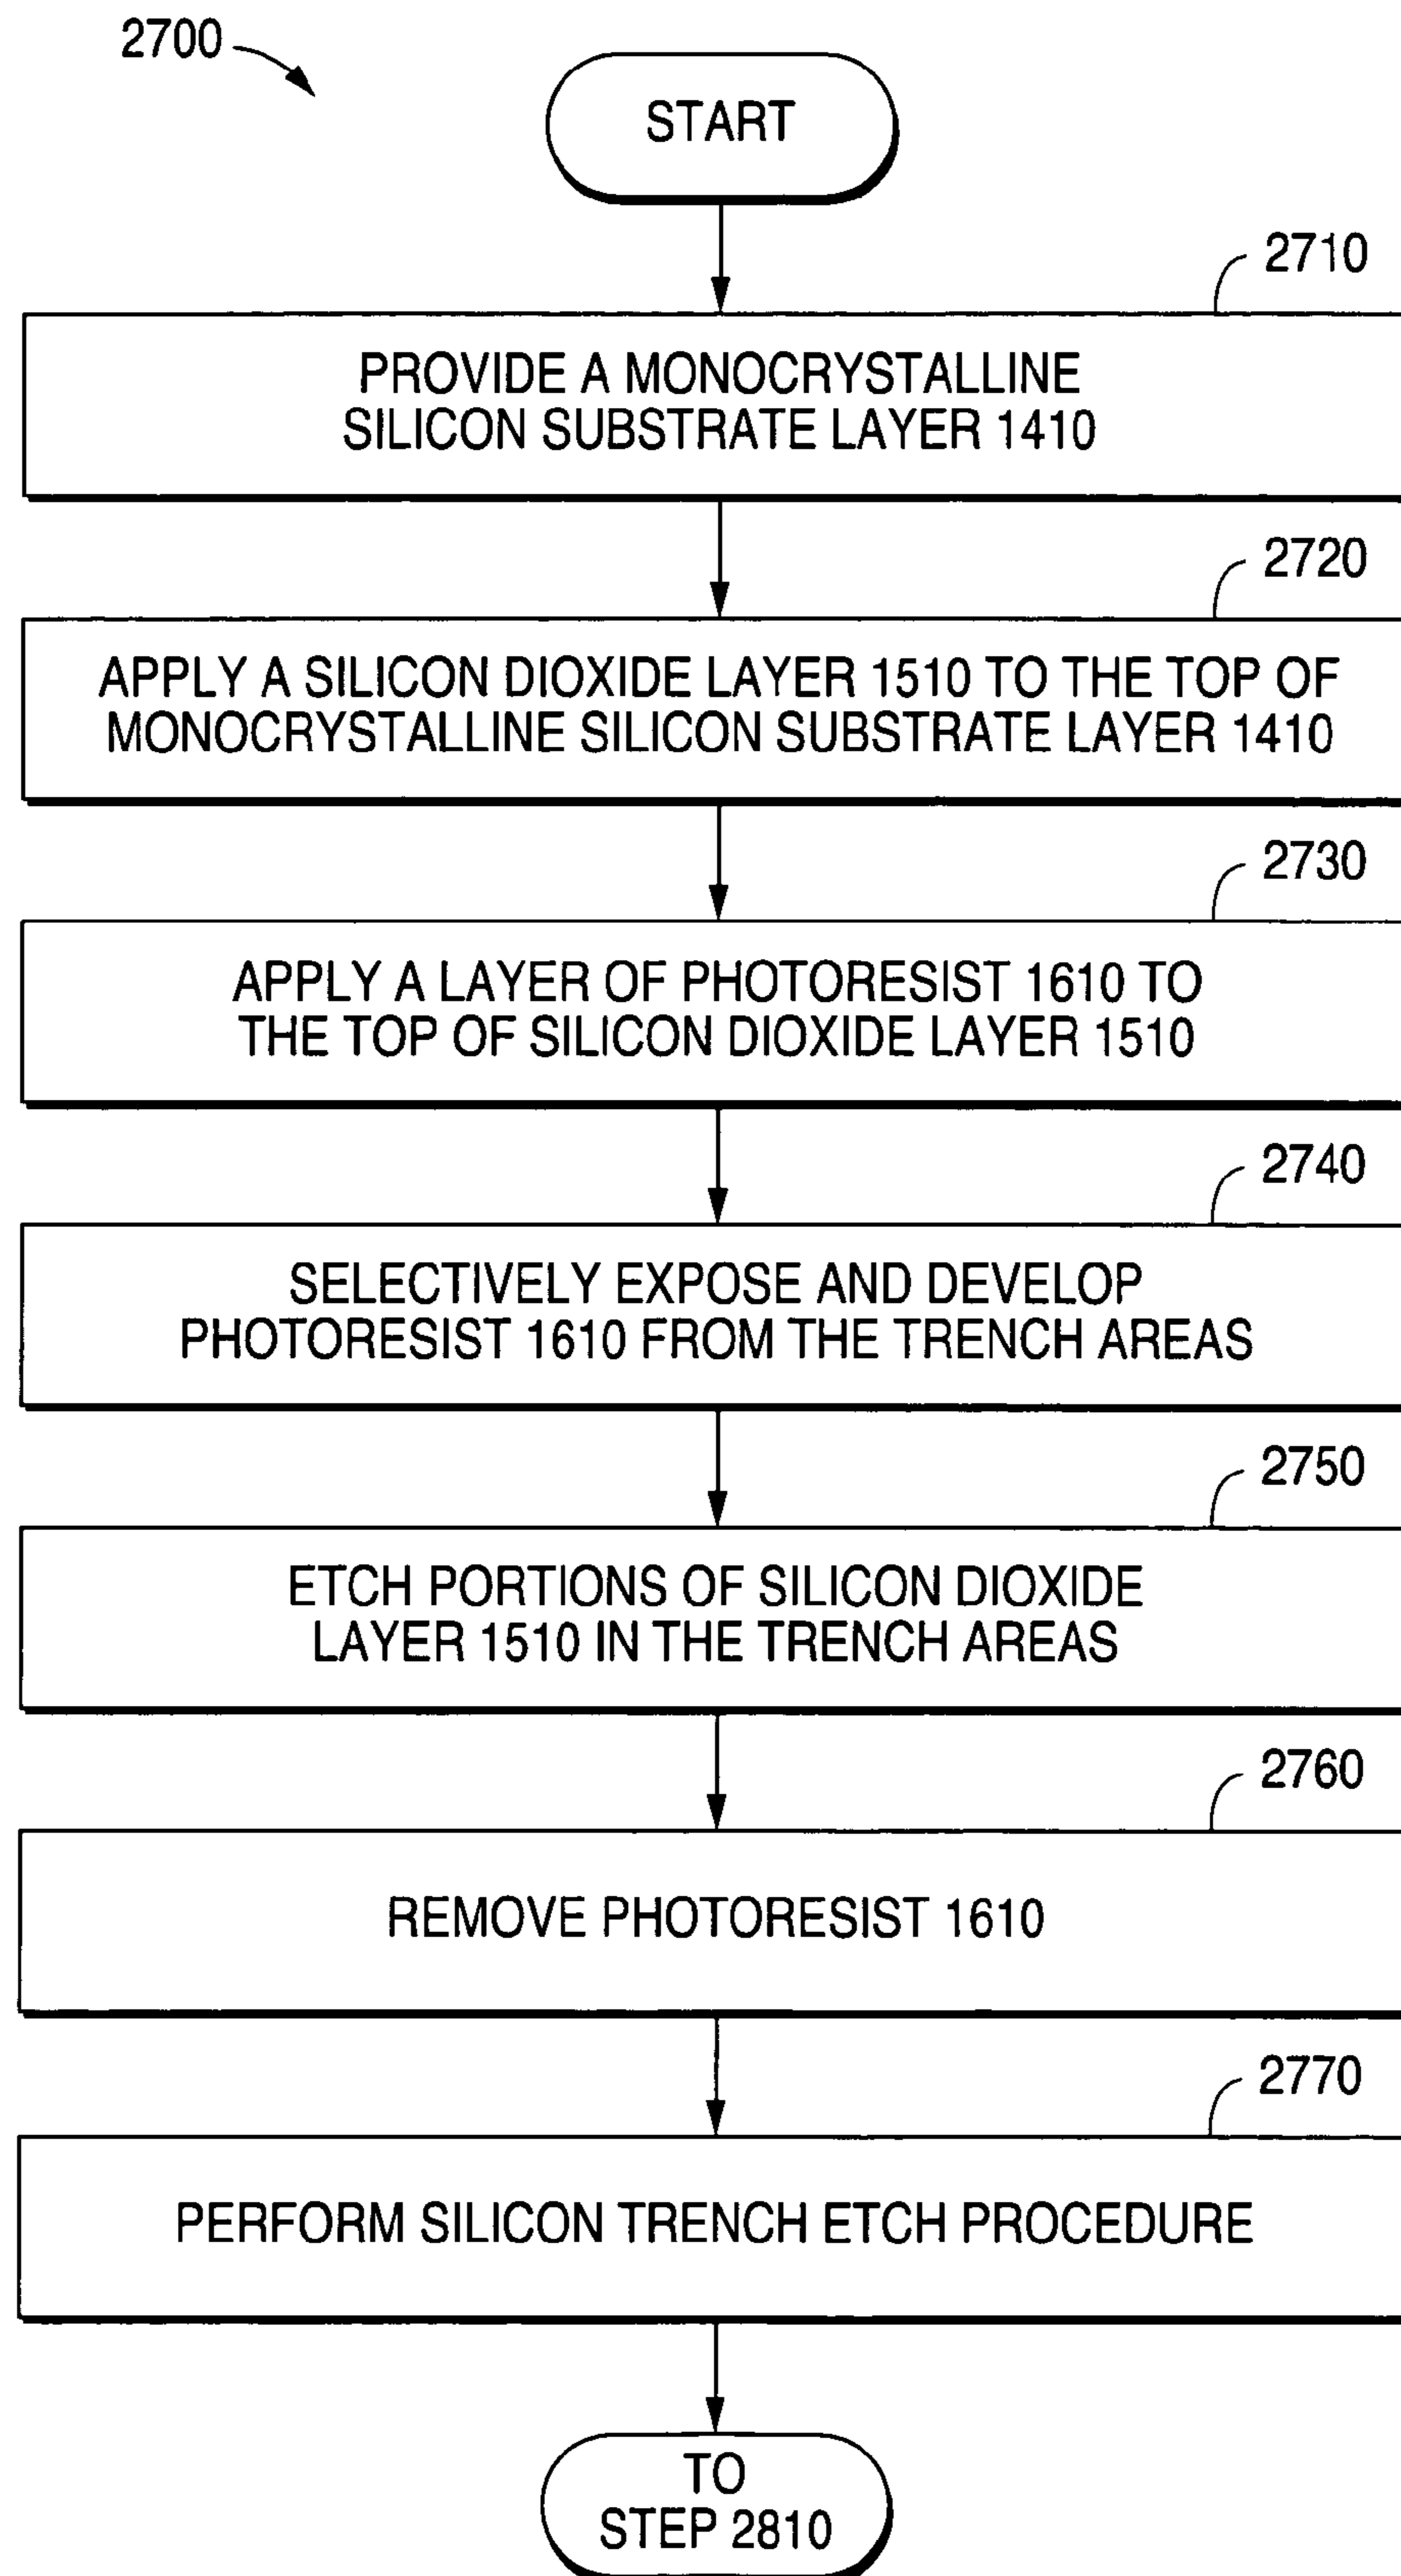 2700
START
2710
PROVIDE A MONOCRYSTALLINE
SILICON SUBSTRATE LAYER 1410
2720
APPLY A SILICON DIOXIDE LAYER 1510 TO THE TOP OF
MONOCRYSTALLINE SILICON SUBSTRATE LAYER 1410
2730
APPLY A LAYER OF PHOTORESIST 1610 TO
THE TOP OF SILICON DIOXIDE LAYER 1510
2740
SELECTIVELY EXPOSE AND DEVELOP
PHOTORESIST 1610 FROM THE TRENCH AREAS
2750
ETCH PORTIONS OF SILICON DIOXIDE
LAYER 1510 IN THE TRENCH AREAS
2760
REMOVE PHOTORESIST 1610
2770
PERFORM SILICON TRENCH ETCH PROCEDURE
TO
STEP 2810